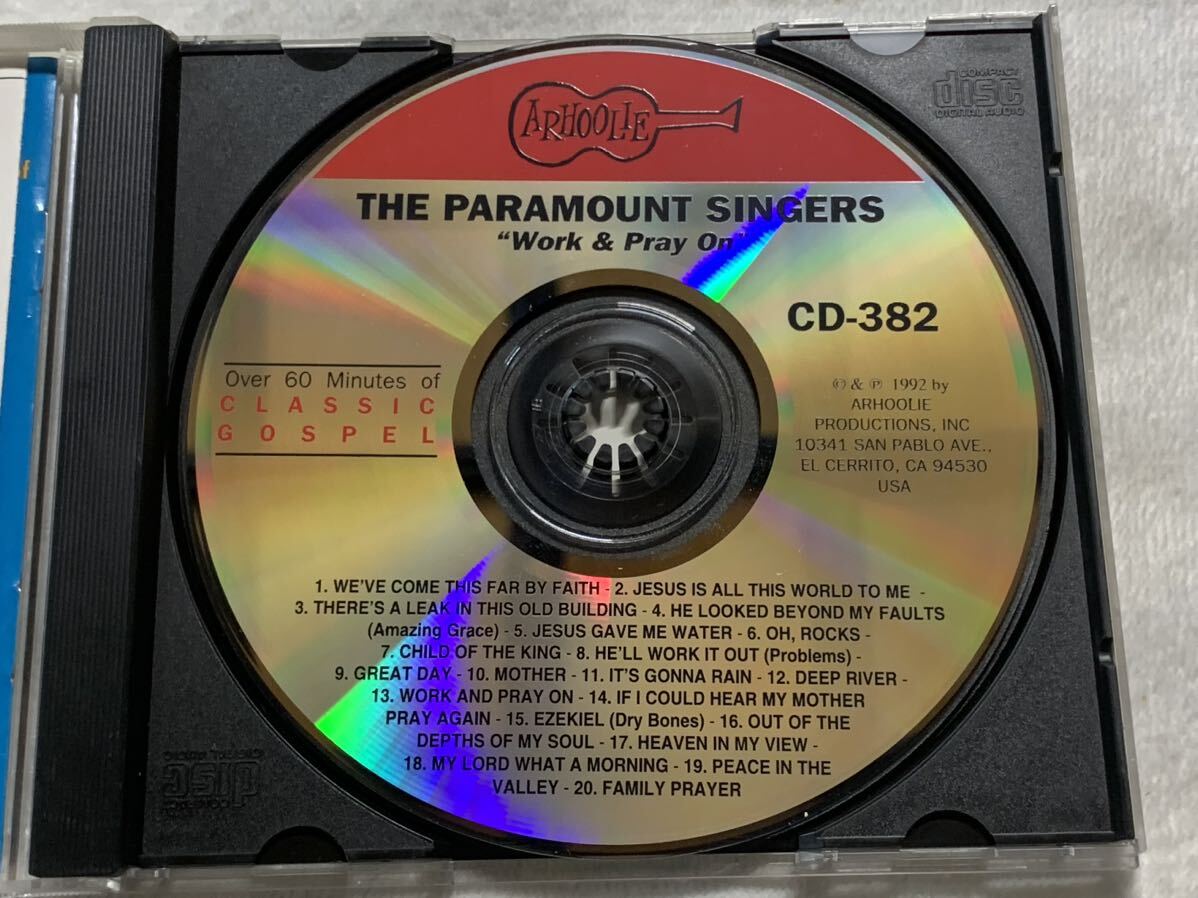 COMPACT
disc
DIGITAL AUDIO
ARHOOLIE
THE PARAMOUNT SINGERS
"Work & Pray On"
CD-382
Over 60 Minutes of
CLASSIC
GOSPEL
© & ℗ 1992 by
ARHOOLIE
PRODUCTIONS, INC
10341 SAN PABLO AVE.,
EL CERRITO, CA 94530
USA
1. WE'VE COME THIS FAR BY FAITH - 2. JESUS IS ALL THIS WORLD TO ME -
3. THERE'S A LEAK IN THIS OLD BUILDING - 4. HE LOOKED BEYOND MY FAULTS
(Amazing Grace) - 5. JESUS GAVE ME WATER - 6. OH, ROCKS -
7. CHILD OF THE KING - 8. HE'LL WORK IT OUT (Problems) -
9. GREAT DAY - 10. MOTHER - 11. IT'S GONNA RAIN - 12. DEEP RIVER -
13. WORK AND PRAY ON - 14. IF I COULD HEAR MY MOTHER
PRAY AGAIN - 15. EZEKIEL (Dry Bones) - 16. OUT OF THE
DEPTHS OF MY SOUL - 17. HEAVEN IN MY VIEW -
18. MY LORD WHAT A MORNING - 19. PEACE IN THE
VALLEY - 20. FAMILY PRAYER
COMPACT
disc
DIGITAL AUDIO